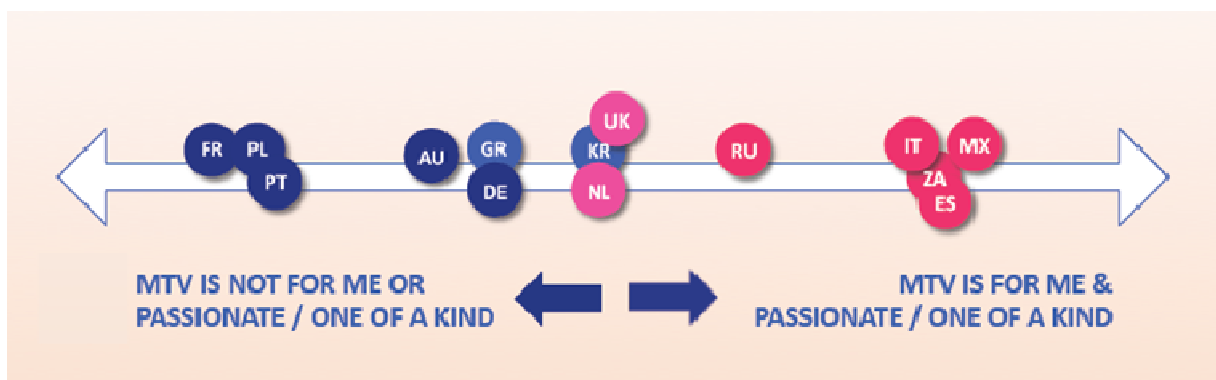 FR PL PT AU GR DE UK KR NL RU IT MX ZA ES
MTV IS NOT FOR ME OR
PASSIONATE / ONE OF A KIND
MTV IS FOR ME &
PASSIONATE / ONE OF A KIND